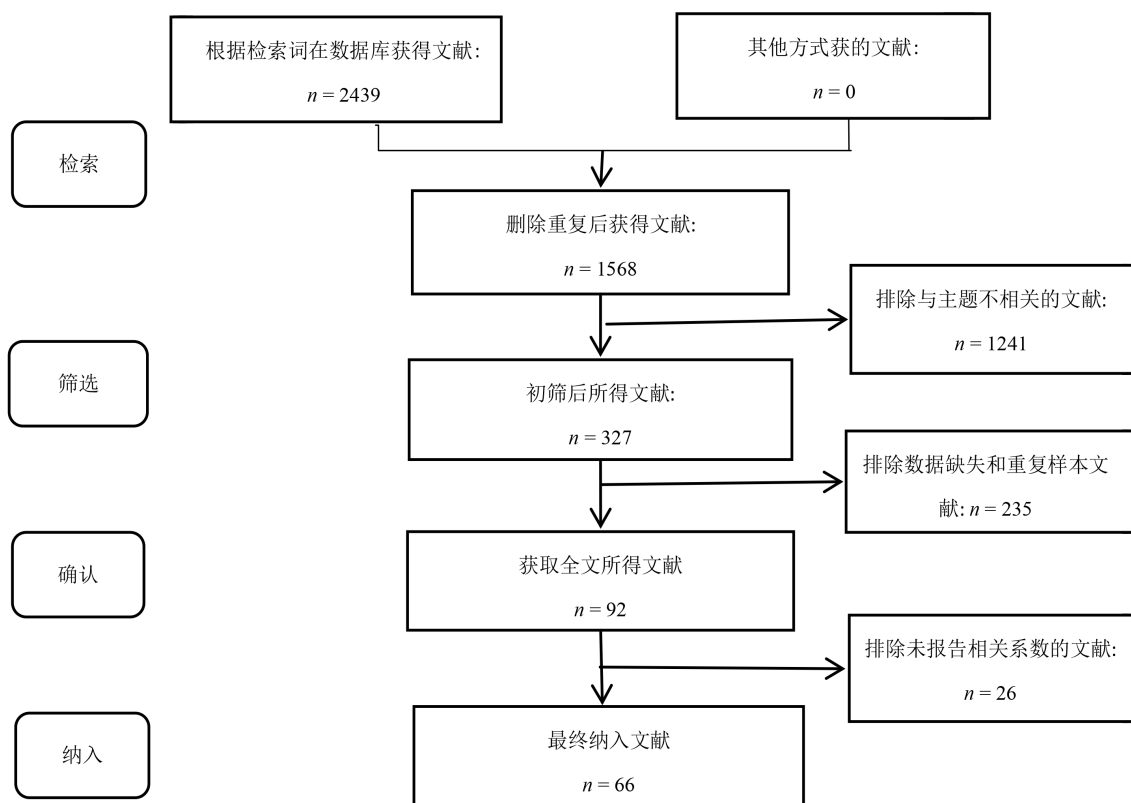 根据检索词在数据库获得文献:
n = 2439
其他方式获的文献:
n = 0
检索
删除重复后获得文献:
n = 1568
排除与主题不相关的文献:
n = 1241
筛选
初筛后所得文献:
n = 327
排除数据缺失和重复样本文
献: n = 235
确认
获取全文所得文献
n = 92
排除未报告相关系数的文献:
n = 26
纳入
最终纳入文献
n = 66